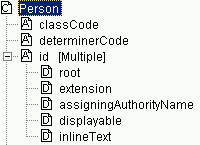 Person
classCode
determinerCode
id [Multiple]
root
extension
assigningAuthorityName
displayable
inlineText